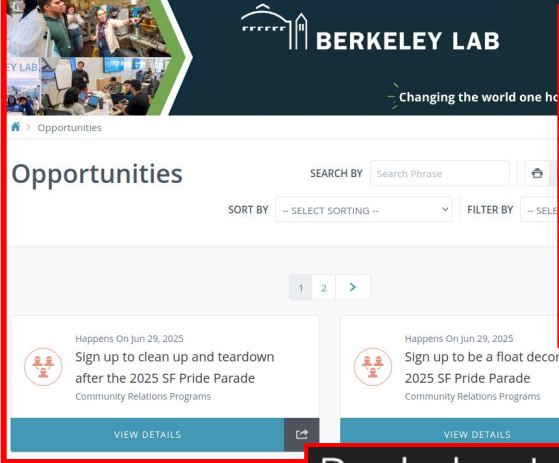 EY LAB
BERKELEY LAB
Changing the world one ho
> Opportunities
Opportunities
SEARCH BY Search Phrase
SORT BY -- SELECT SORTING -- FILTER BY -- SELE
1 2 >
Happens On Jun 29, 2025
Sign up to clean up and teardown
after the 2025 SF Pride Parade
Community Relations Programs
VIEW DETAILS
Happens On Jun 29, 2025
Sign up to be a float decor
2025 SF Pride Parade
Community Relations Programs
VIEW DETAILS